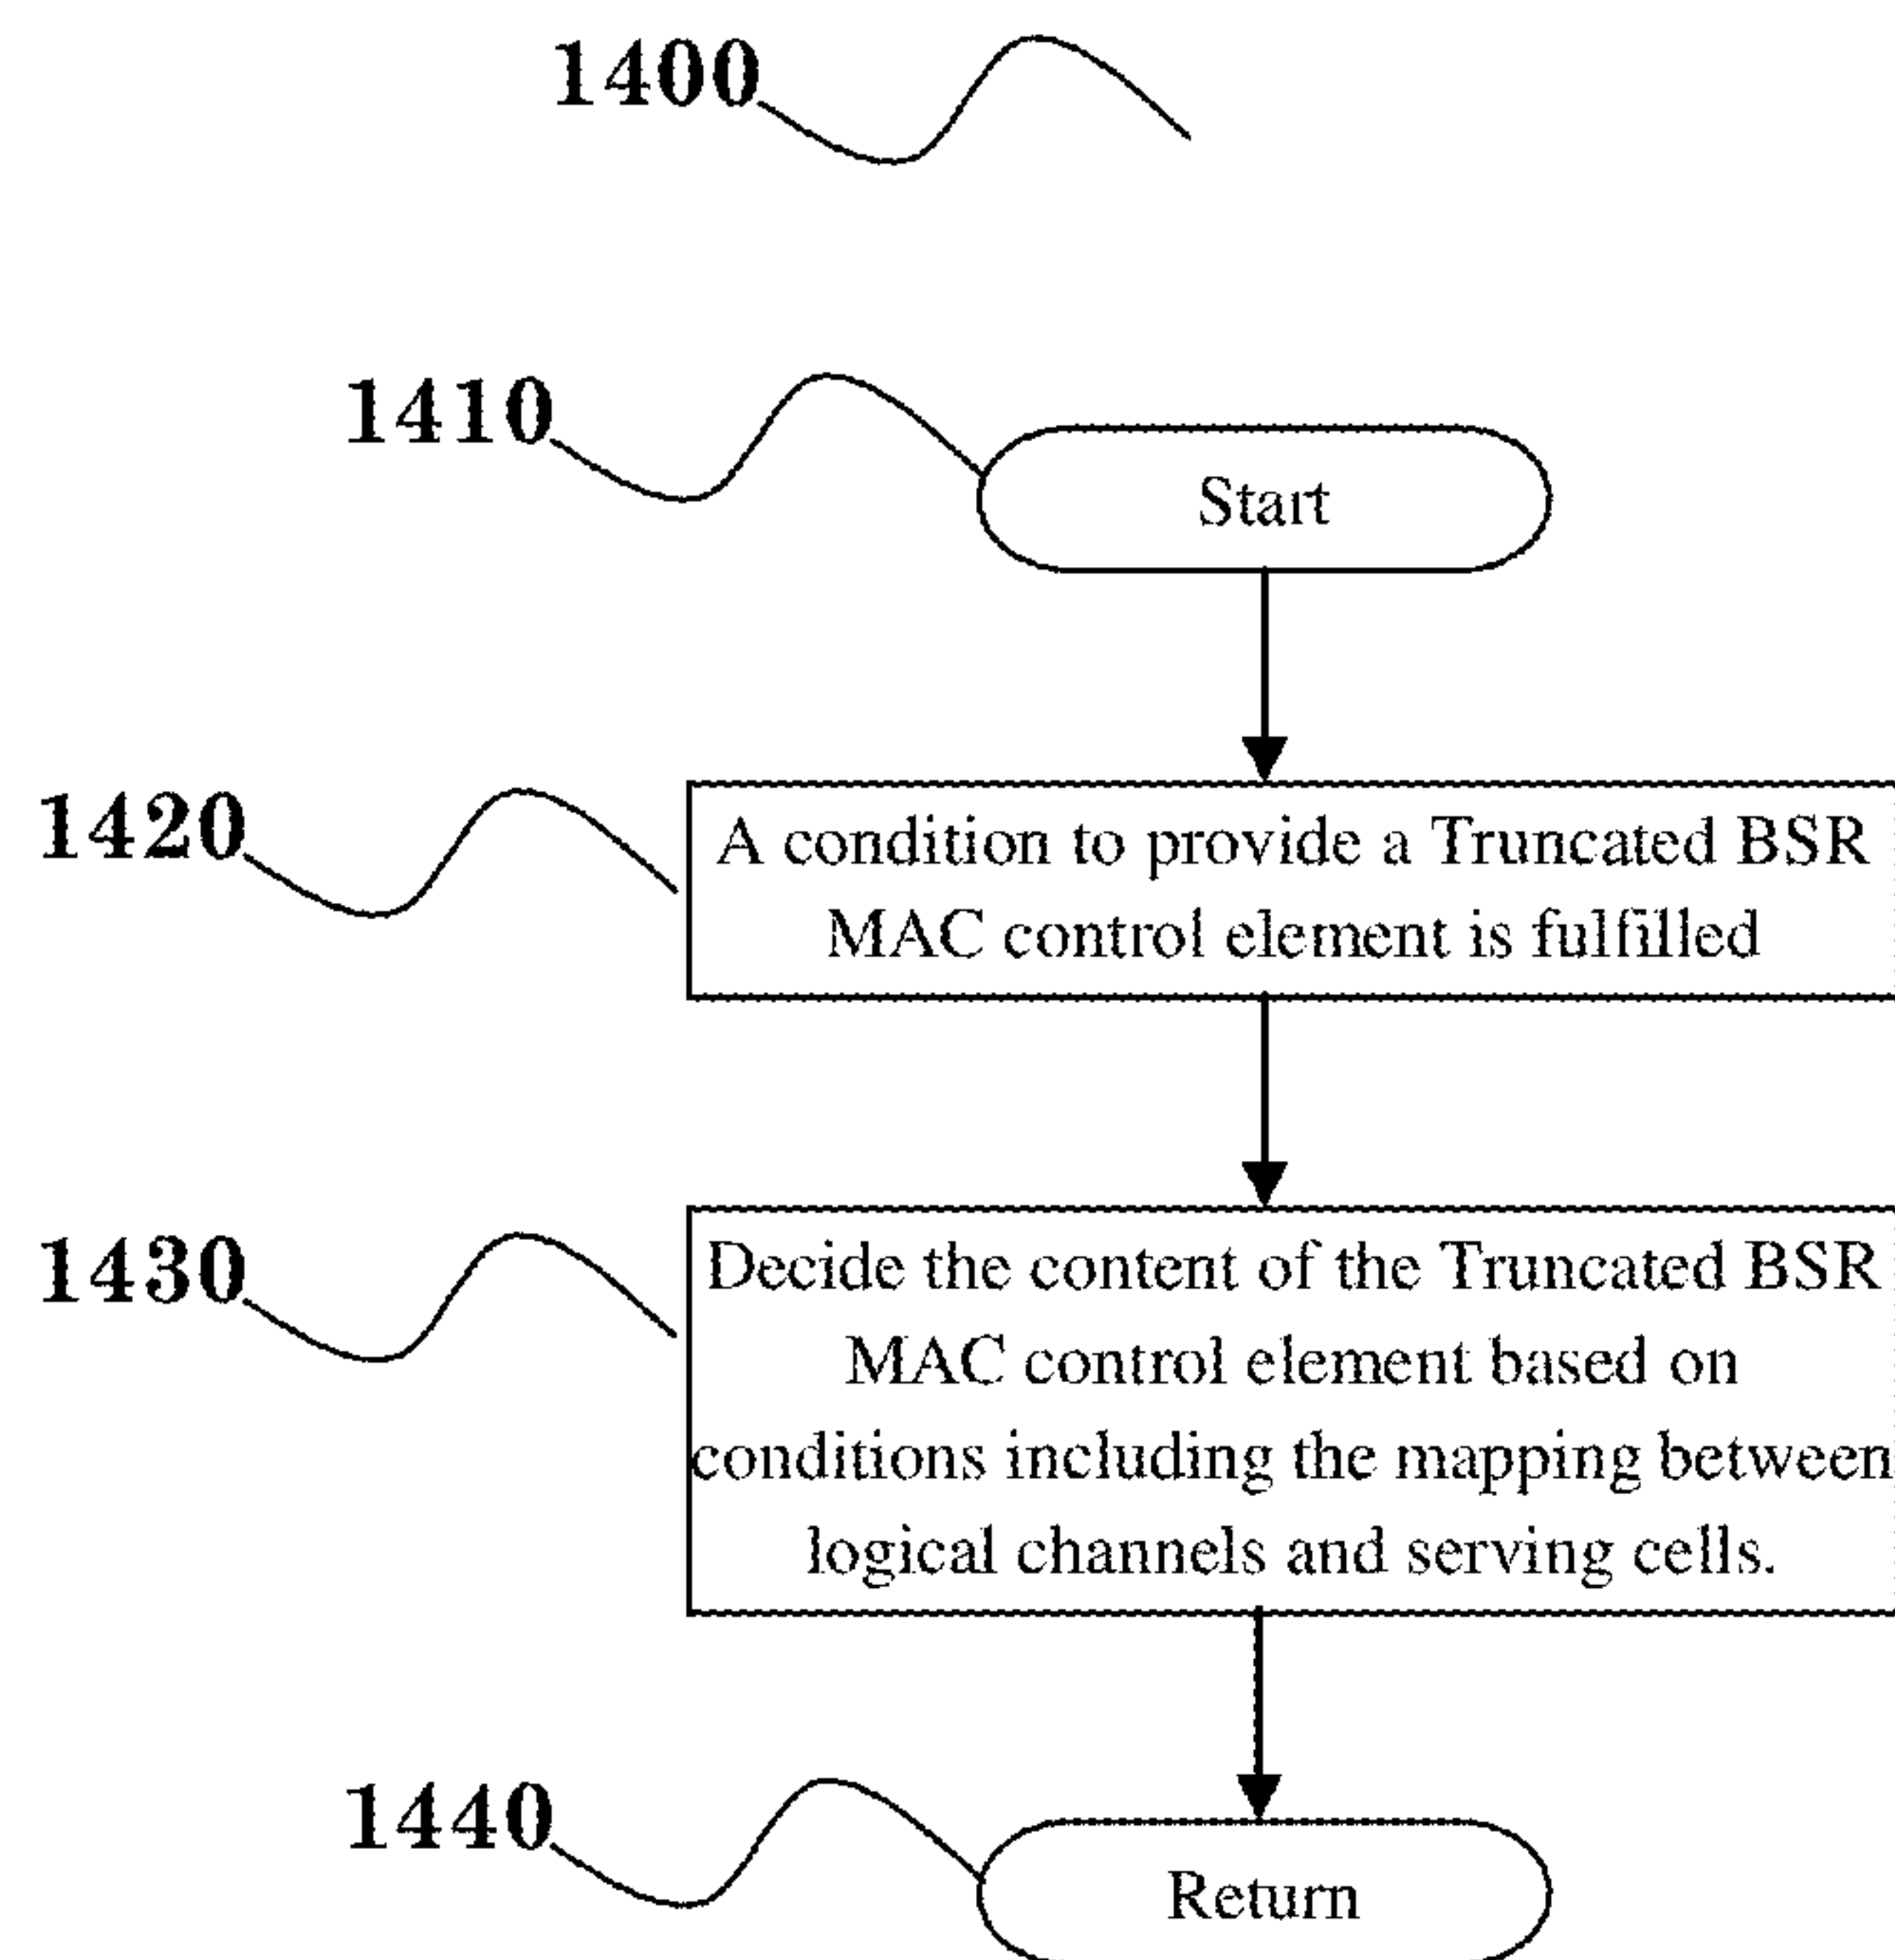 1400
1410
Start
1420
A condition to provide a Truncated BSR
MAC control element is fulfilled
1430
Decide the content of the Truncated BSR
MAC control element based on
conditions including the mapping between
logical channels and serving cells.
1440
Return